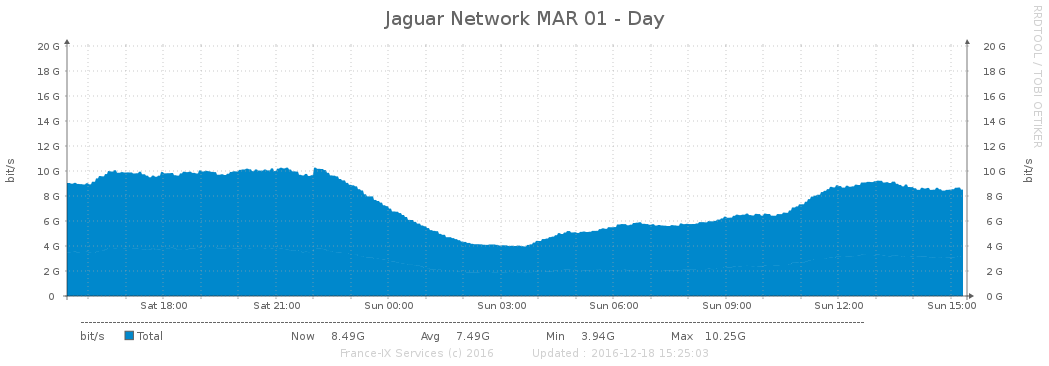 Jaguar Network MAR 01 - Day
RRDTOOL / TOBI OETIKER
20 G 20 G
18 G 18 G
16 G 16 G
14 G 14 G
12 G 12 G
10 G 10 G
8 G 8 G
6 G 6 G
4 G 4 G
2 G 2 G
0 0 G
bit/s
bit/s
Sat 18:00 Sat 21:00 Sun 00:00 Sun 03:00 Sun 06:00 Sun 09:00 Sun 12:00 Sun 15:00
bit/s Total Now 8.49G Avg 7.49G Min 3.94G Max 10.25G
France-IX Services (c) 2016 Updated : 2016-12-18 15:25:03